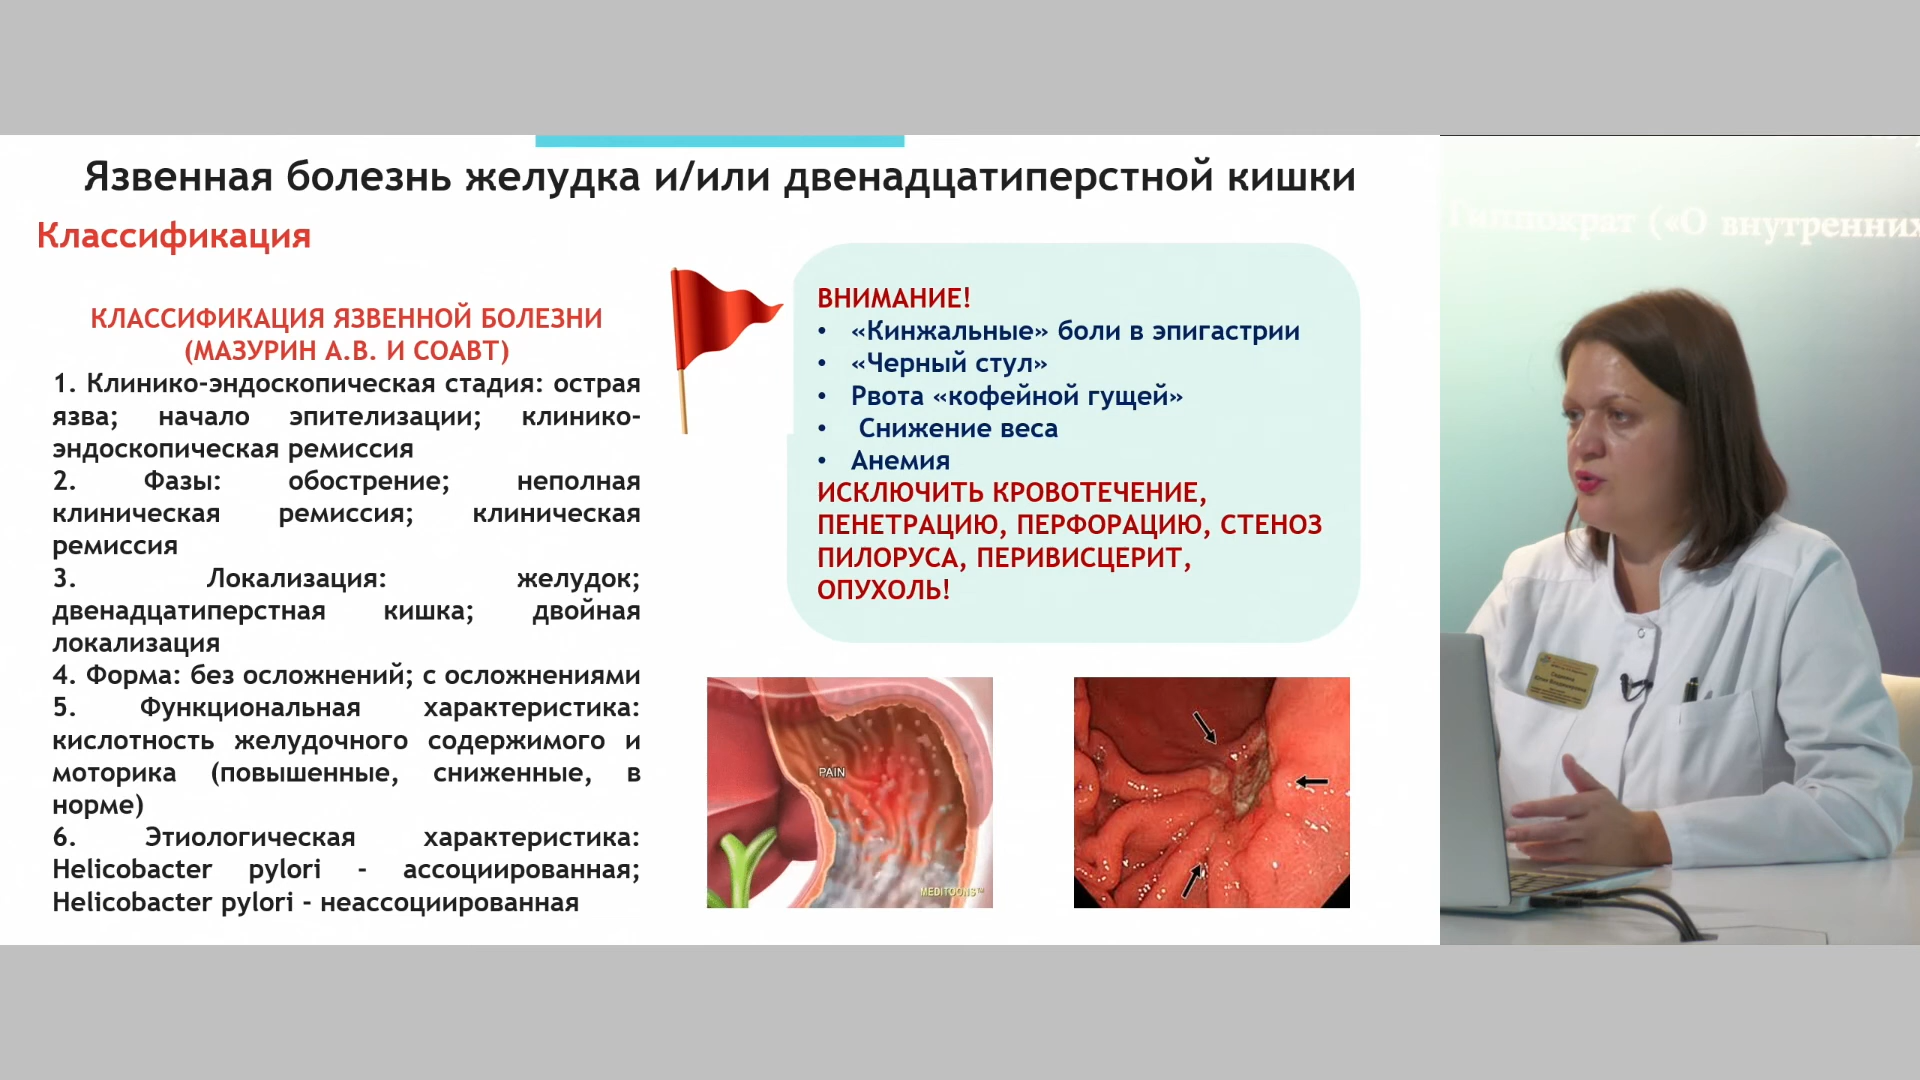 Язвенная болезнь желудка и/или двенадцатиперстной кишки
Классификация
КЛАССИФИКАЦИЯ ЯЗВЕННОЙ БОЛЕЗНИ
(МАЗУРИН А.В. И СОАВТ)
1. Клинико-эндоскопическая стадия: острая
язва; начало эпителизации; клинико-
эндоскопическая ремиссия
2. Фазы: обострение; неполная
клиническая ремиссия; клиническая
ремиссия
3. Локализация: желудок;
двенадцатиперстная кишка; двойная
локализация
4. Форма: без осложнений; с осложнениями
5. Функциональная характеристика:
кислотность желудочного содержимого и
моторика (повышенные, сниженные, в
норме)
6. Этиологическая характеристика:
Helicobacter pylori - ассоциированная;
Helicobacter pylori - неассоциированная
ВНИМАНИЕ!
• «Кинжальные» боли в эпигастрии
• «Черный стул»
• Рвота «кофейной гущей»
• Снижение веса
• Анемия
ИСКЛЮЧИТЬ КРОВОТЕЧЕНИЕ,
ПЕНЕТРАЦИЮ, ПЕРФОРАЦИЮ, СТЕНОЗ
ПИЛОРУСА, ПЕРИВИСЦЕРИТ,
ОПУХОЛЬ!
PAIN
MEDITOONS™
Гиппократ («О внутренних